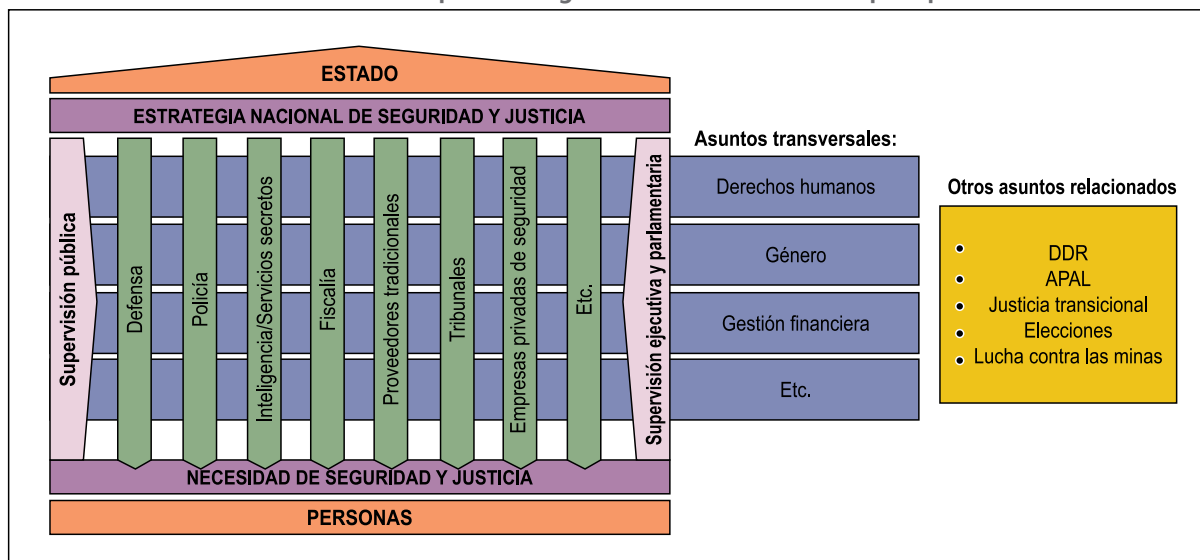 ESTADO
ESTRATEGIA NACIONAL DE SEGURIDAD Y JUSTICIA
Supervisión pública
Defensa
Policía
Inteligencia/Servicios secretos
Fiscalía
Proveedores tradicionales
Tribunales
Empresas privadas de seguridad
Etc.
Supervisión ejecutiva y parlamentaria
Asuntos transversales:
Derechos humanos
Género
Gestión financiera
Etc.
Otros asuntos relacionados
• DDR
• APAL
• Justicia transicional
• Elecciones
• Lucha contra las minas
NECESIDAD DE SEGURIDAD Y JUSTICIA
PERSONAS